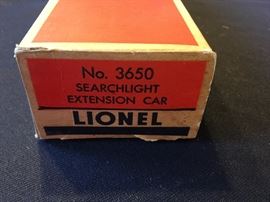 No. 3650
SEARCHLIGHT
EXTENSION CAR
LIONEL